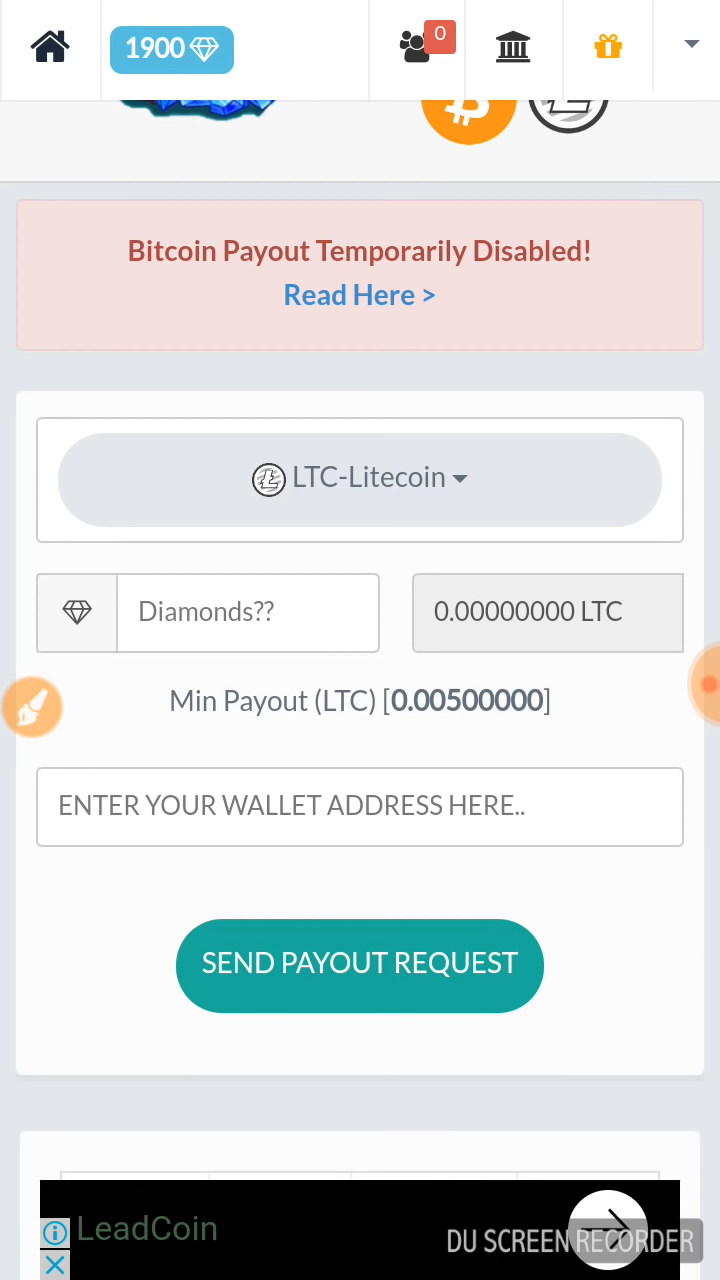 1900
0
Bitcoin Payout Temporarily Disabled!
Read Here >
LTC-Litecoin
Diamonds??
0.00000000 LTC
Min Payout (LTC) [0.00500000]
ENTER YOUR WALLET ADDRESS HERE..
SEND PAYOUT REQUEST
LeadCoin
DU SCREEN RECORDER